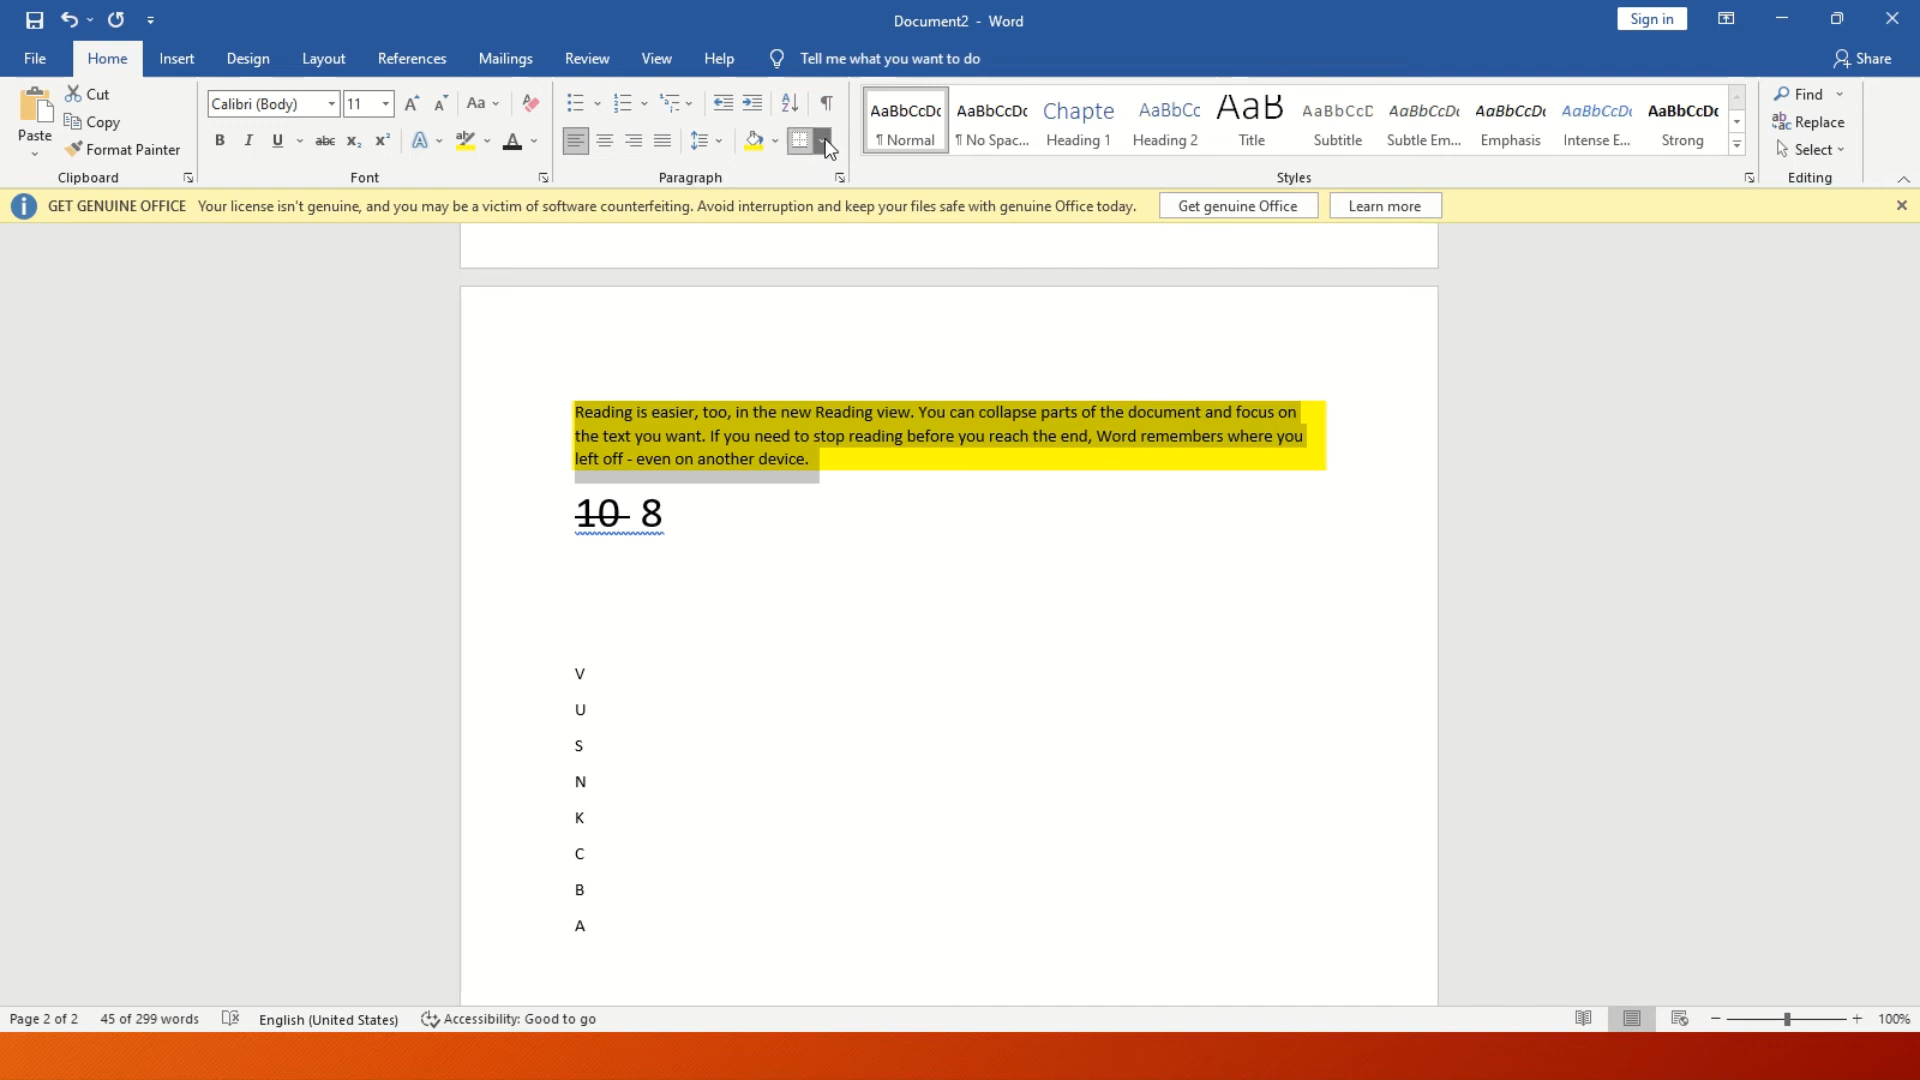 Document2 - Word
Sign in
File Home Insert Design Layout References Mailings Review View Help Tell me what you want to do Share
Paste
Cut
Copy
Format Painter
Clipboard
Calibri (Body) 11 Aa
B I U abc x₂ x² A ab A
Font
Paragraph
AaBbCcDc AaBbCcDc Chapte AaBbCc AaB AaBbCcD AaBbCcDc AaBbCcDc AaBbCcDc AaBbCcDc
¶ Normal ¶ No Spac... Heading 1 Heading 2 Title Subtitle Subtle Em... Emphasis Intense E... Strong
Styles
Find
Replace
Select
Editing
GET GENUINE OFFICE Your license isn't genuine, and you may be a victim of software counterfeiting. Avoid interruption and keep your files safe with genuine Office today. Get genuine Office Learn more
Reading is easier, too, in the new Reading view. You can collapse parts of the document and focus on
the text you want. If you need to stop reading before you reach the end, Word remembers where you
left off - even on another device.
10 8
V
U
S
N
K
C
B
A
Page 2 of 2 45 of 299 words English (United States) Accessibility: Good to go 100%